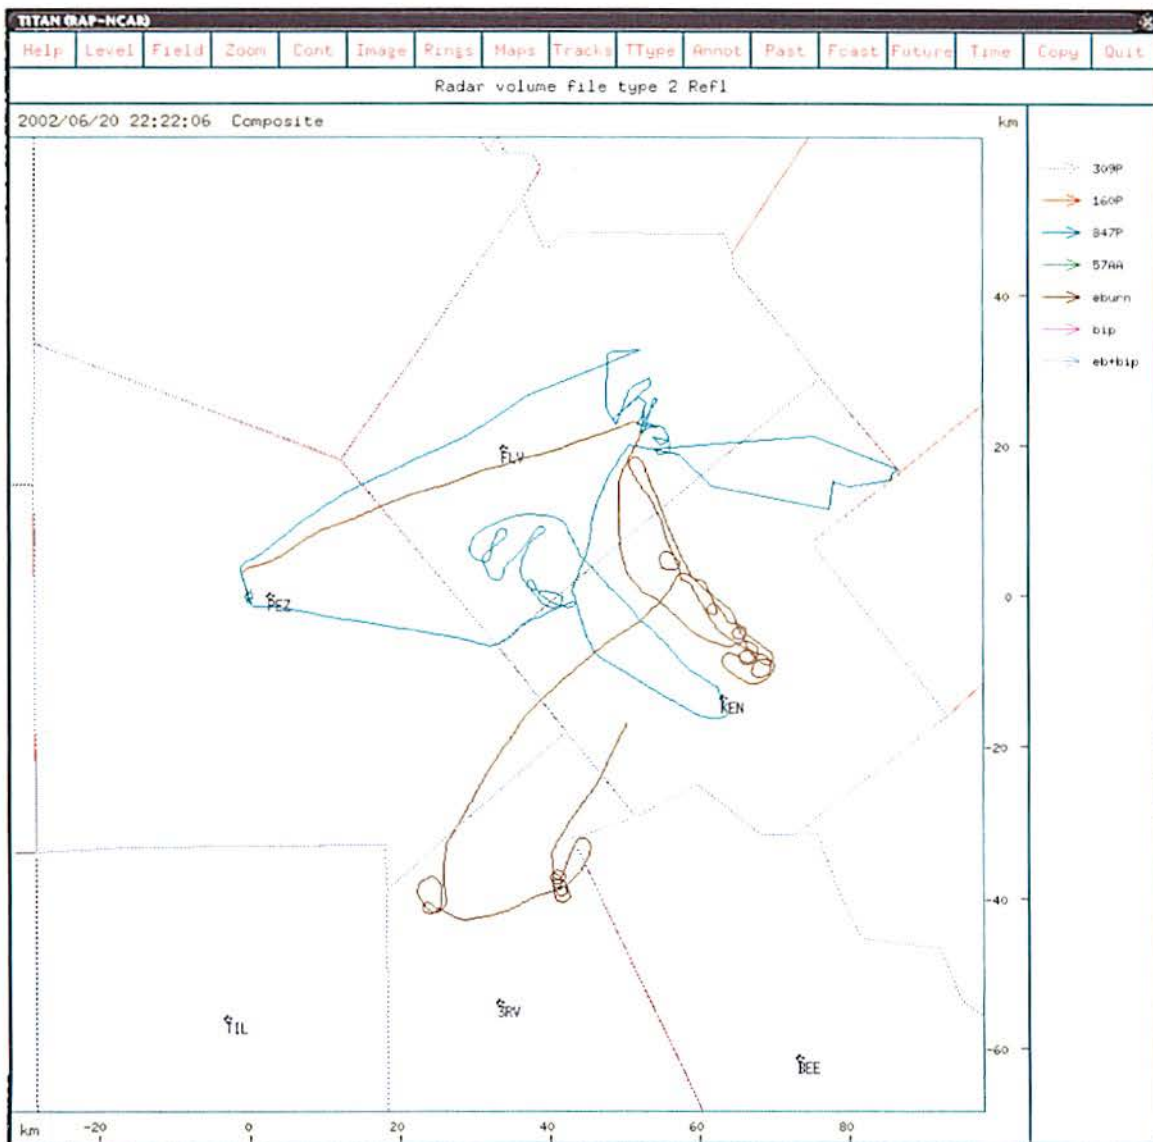 TITAN (RAP-NCAR)
Help Level Field Zoom Cont Image Rings Maps Tracks TType Annot Past Fcast Future Time Copy Quit
Radar volume file type 2 Refl
2002/06/20 22:22:06 Composite km
309P
160P
847P
57AA
eburn
bip
eb+bip
40
FLV
20
PEZ
0
KEN
-20
-40
SRV
TIL
BEE
-60
km -20 0 20 40 60 80